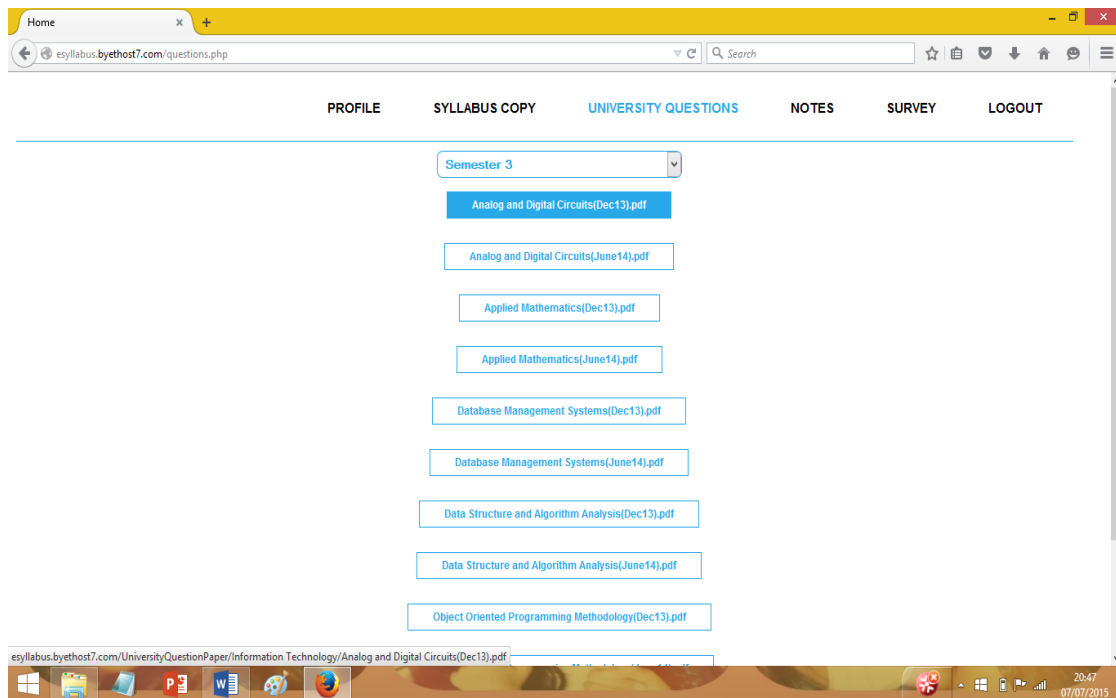 Home
esyllabus.byethost7.com/questions.php
Search
PROFILE SYLLABUS COPY UNIVERSITY QUESTIONS NOTES SURVEY LOGOUT
Semester 3
Analog and Digital Circuits(Dec13).pdf
Analog and Digital Circuits(June14).pdf
Applied Mathematics(Dec13).pdf
Applied Mathematics(June14).pdf
Database Management Systems(Dec13).pdf
Database Management Systems(June14).pdf
Data Structure and Algorithm Analysis(Dec13).pdf
Data Structure and Algorithm Analysis(June14).pdf
Object Oriented Programming Methodology(Dec13).pdf
esyllabus.byethost7.com/UniversityQuestionPaper/Information Technology/Analog and Digital Circuits(Dec13).pdf
20:47
07/07/2015